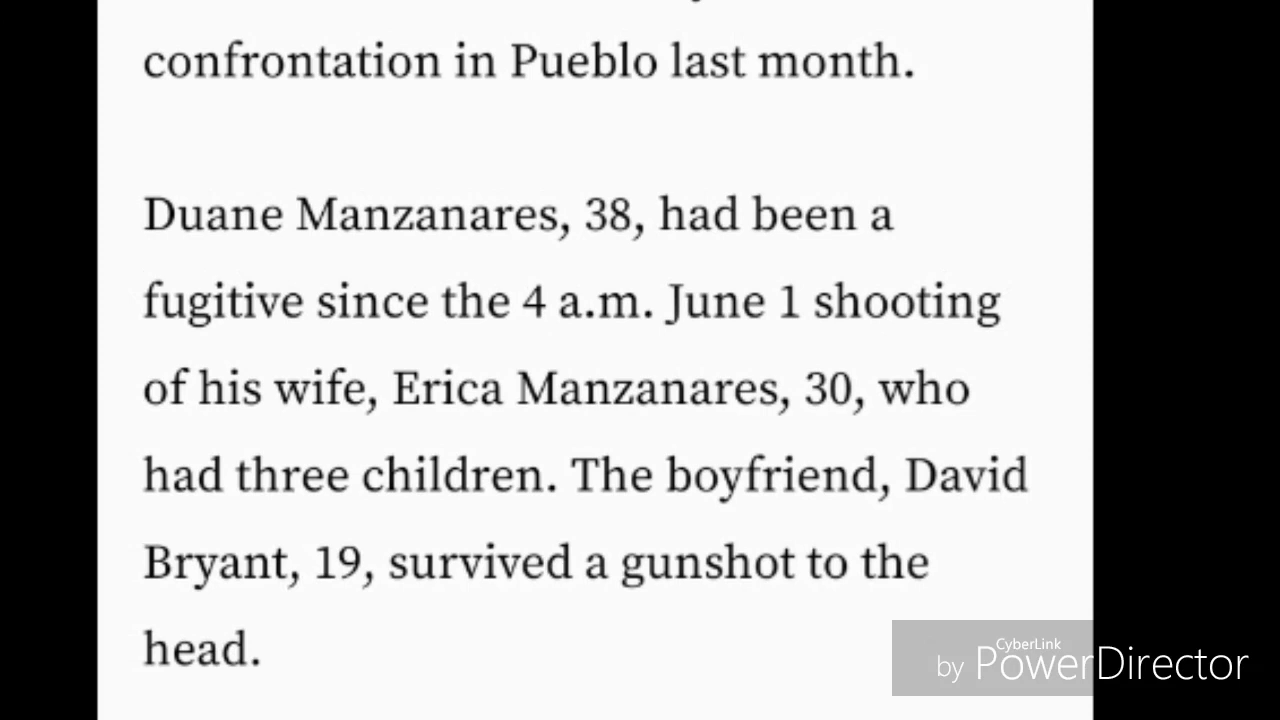 confrontation in Pueblo last month.
Duane Manzanares, 38, had been a
fugitive since the 4 a.m. June 1 shooting
of his wife, Erica Manzanares, 30, who
had three children. The boyfriend, David
Bryant, 19, survived a gunshot to the
head.
CyberLink
by PowerDirector